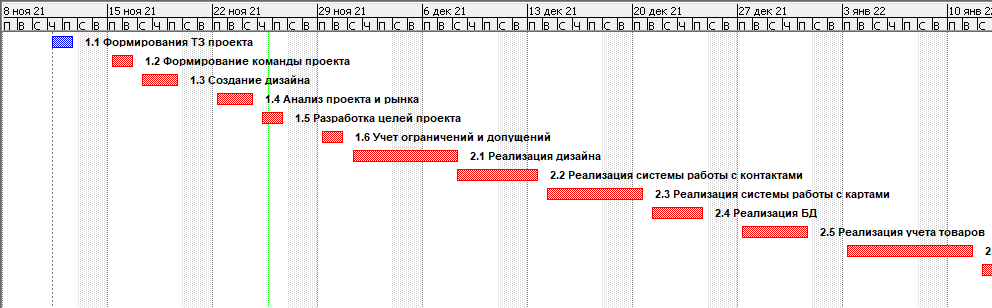 8 ноя 21 15 ноя 21 22 ноя 21 29 ноя 21 6 дек 21 13 дек 21 20 дек 21 27 дек 21 3 янв 22 10 янв 22
П В С Ч П С В П В С Ч П С В П В С Ч П С В П В С Ч П С В П В С Ч П С В П В С Ч П С В П В С Ч П С В П В С Ч П С В П В С Ч П С В П В С
1.1 Формирования ТЗ проекта
1.2 Формирование команды проекта
1.3 Создание дизайна
1.4 Анализ проекта и рынка
1.5 Разработка целей проекта
1.6 Учет ограничений и допущений
2.1 Реализация дизайна
2.2 Реализация системы работы с контактами
2.3 Реализация системы работы с картами
2.4 Реализация БД
2.5 Реализация учета товаров